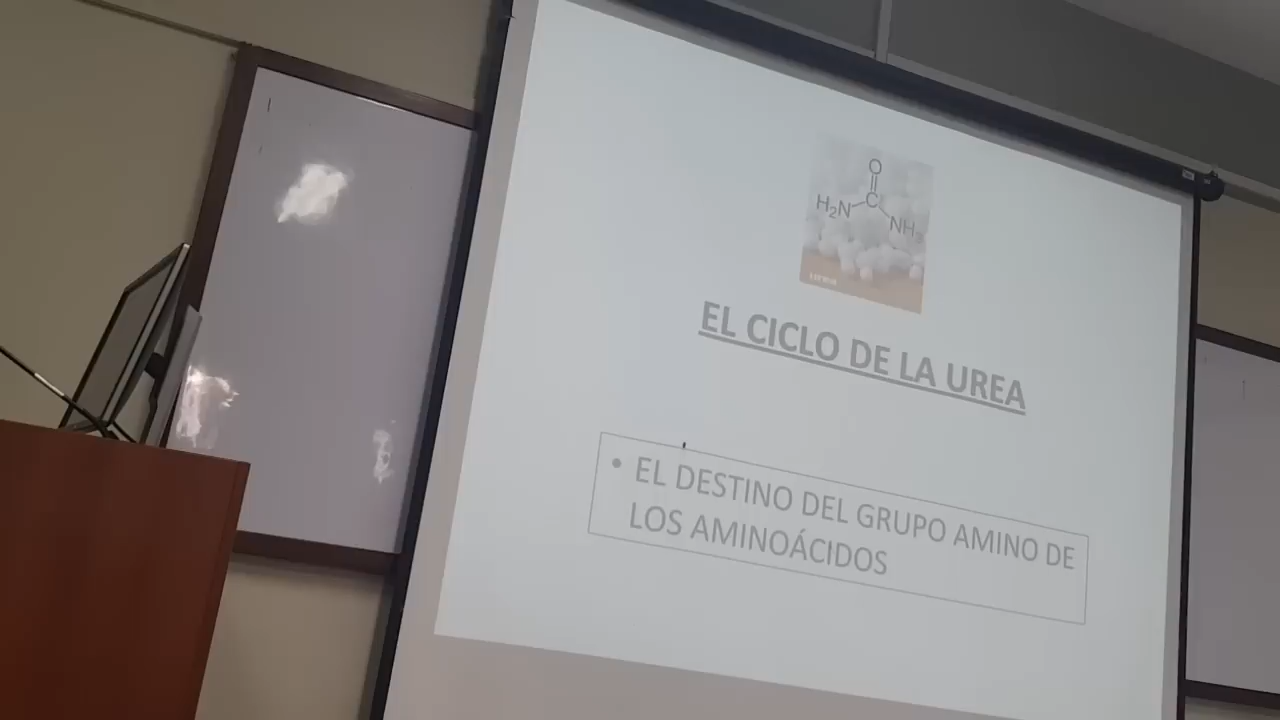 O
C
H₂N
NH₂
EL CICLO DE LA UREA
• EL DESTINO DEL GRUPO AMINO DE
LOS AMINOÁCIDOS